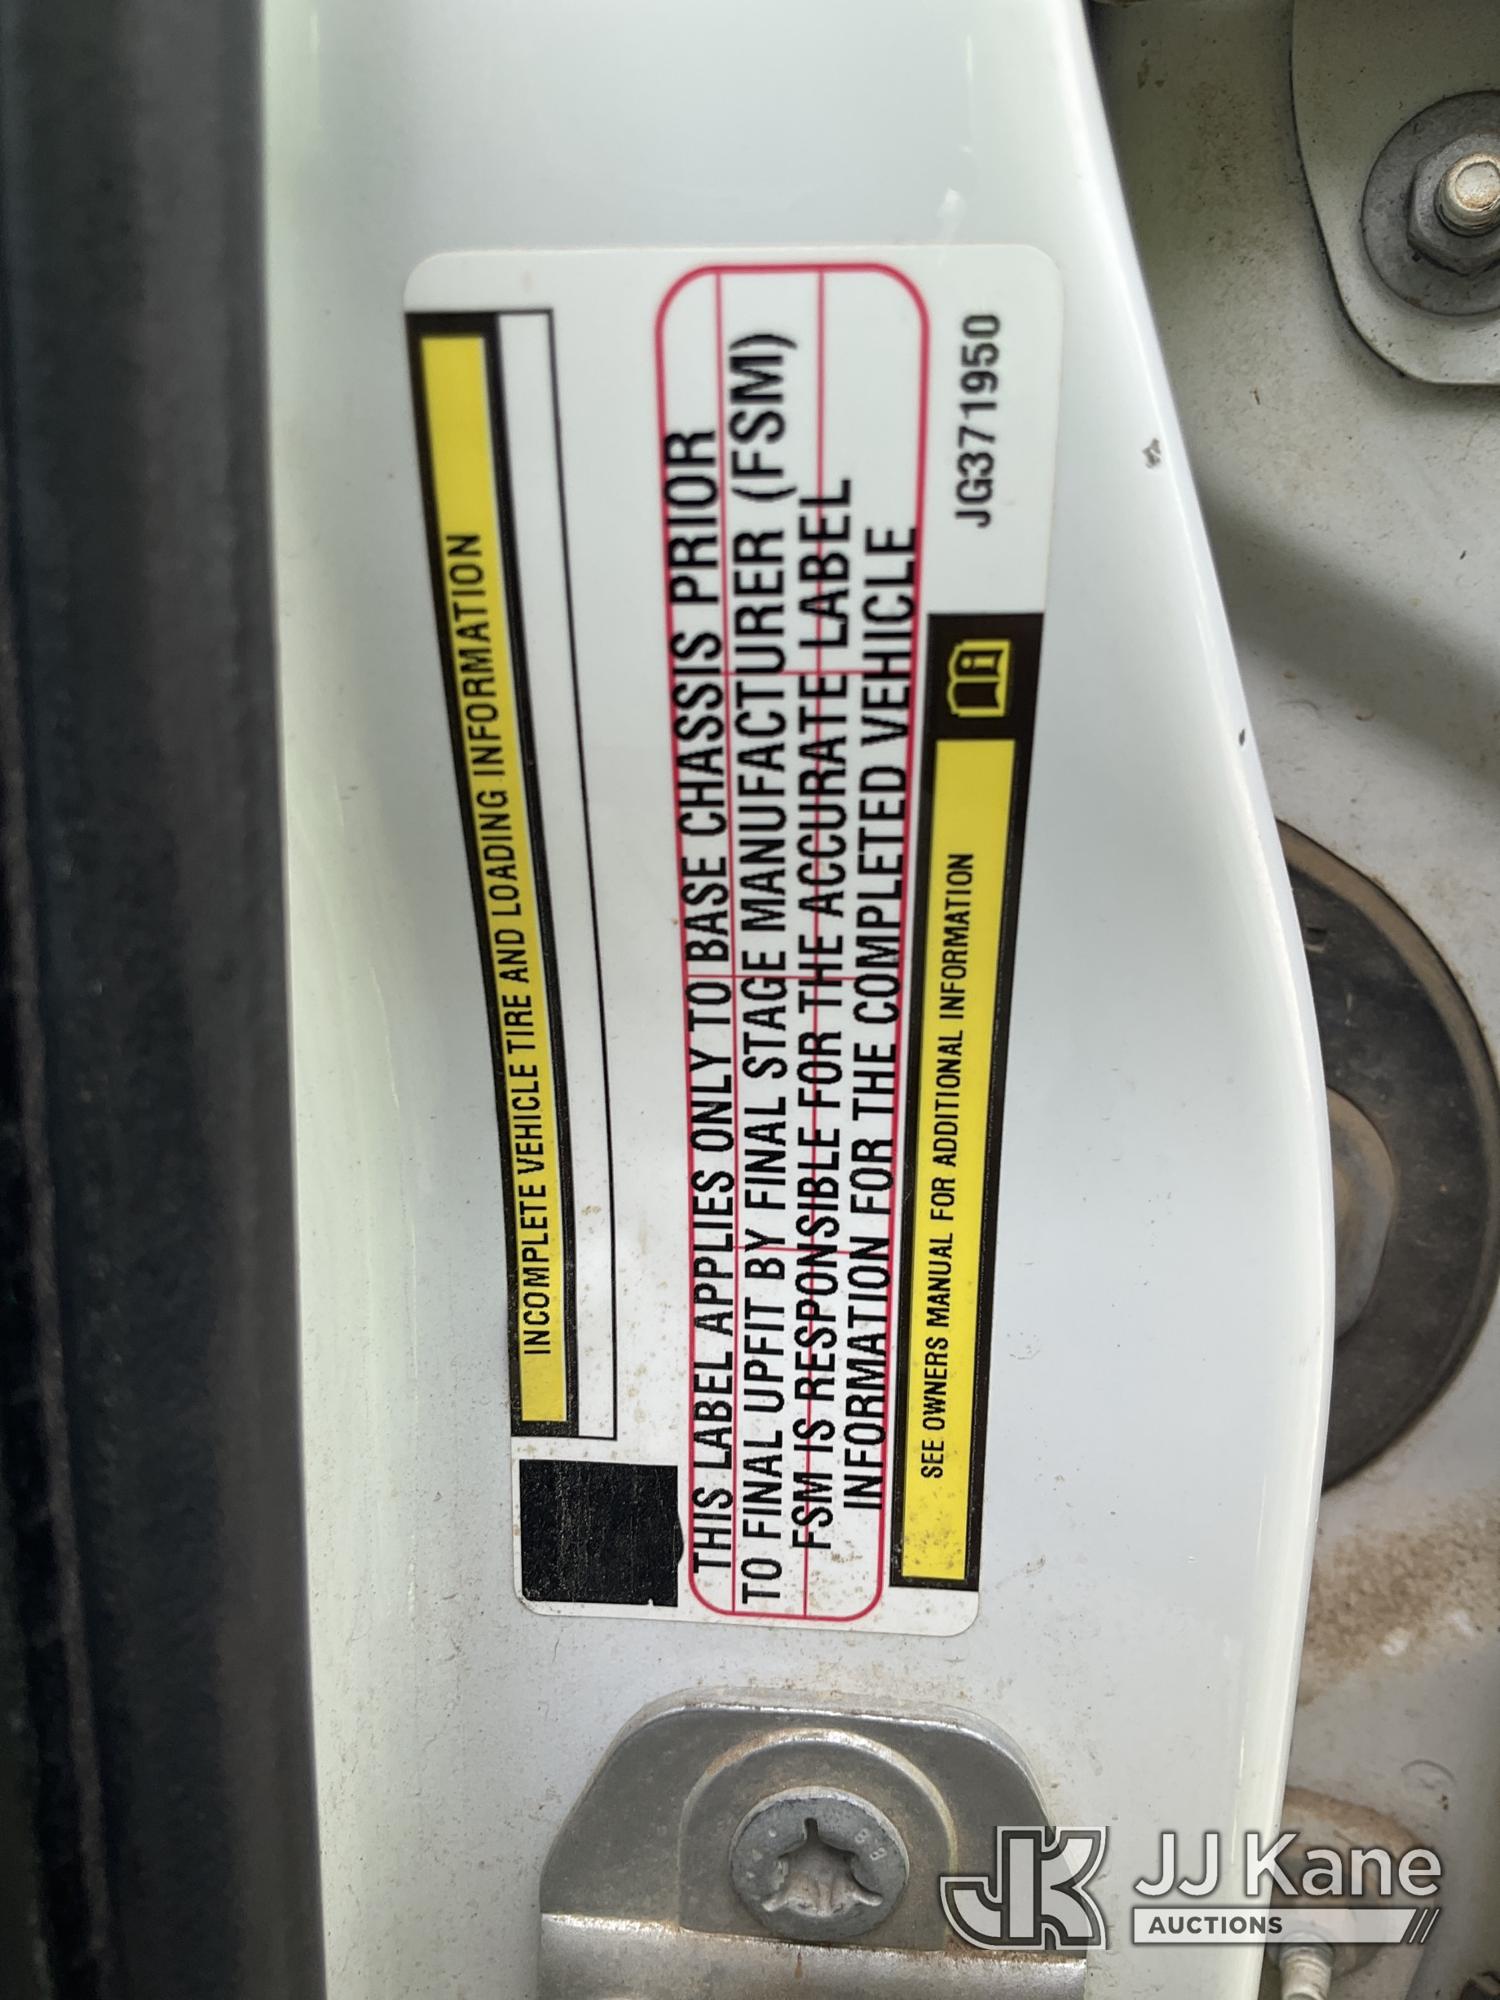 INCOMPLETE VEHICLE TIRE AND LOADING INFORMATION
THIS LABEL APPLIES ONLY TO BASE CHASSIS PRIOR
TO FINAL UPFIT BY FINAL STAGE MANUFACTURER (FSM)
FSM IS RESPONSIBLE FOR THE ACCURATE LABEL
INFORMATION FOR THE COMPLETED VEHICLE
SEE OWNERS MANUAL FOR ADDITIONAL INFORMATION
JG371950
JK JJ Kane
AUCTIONS